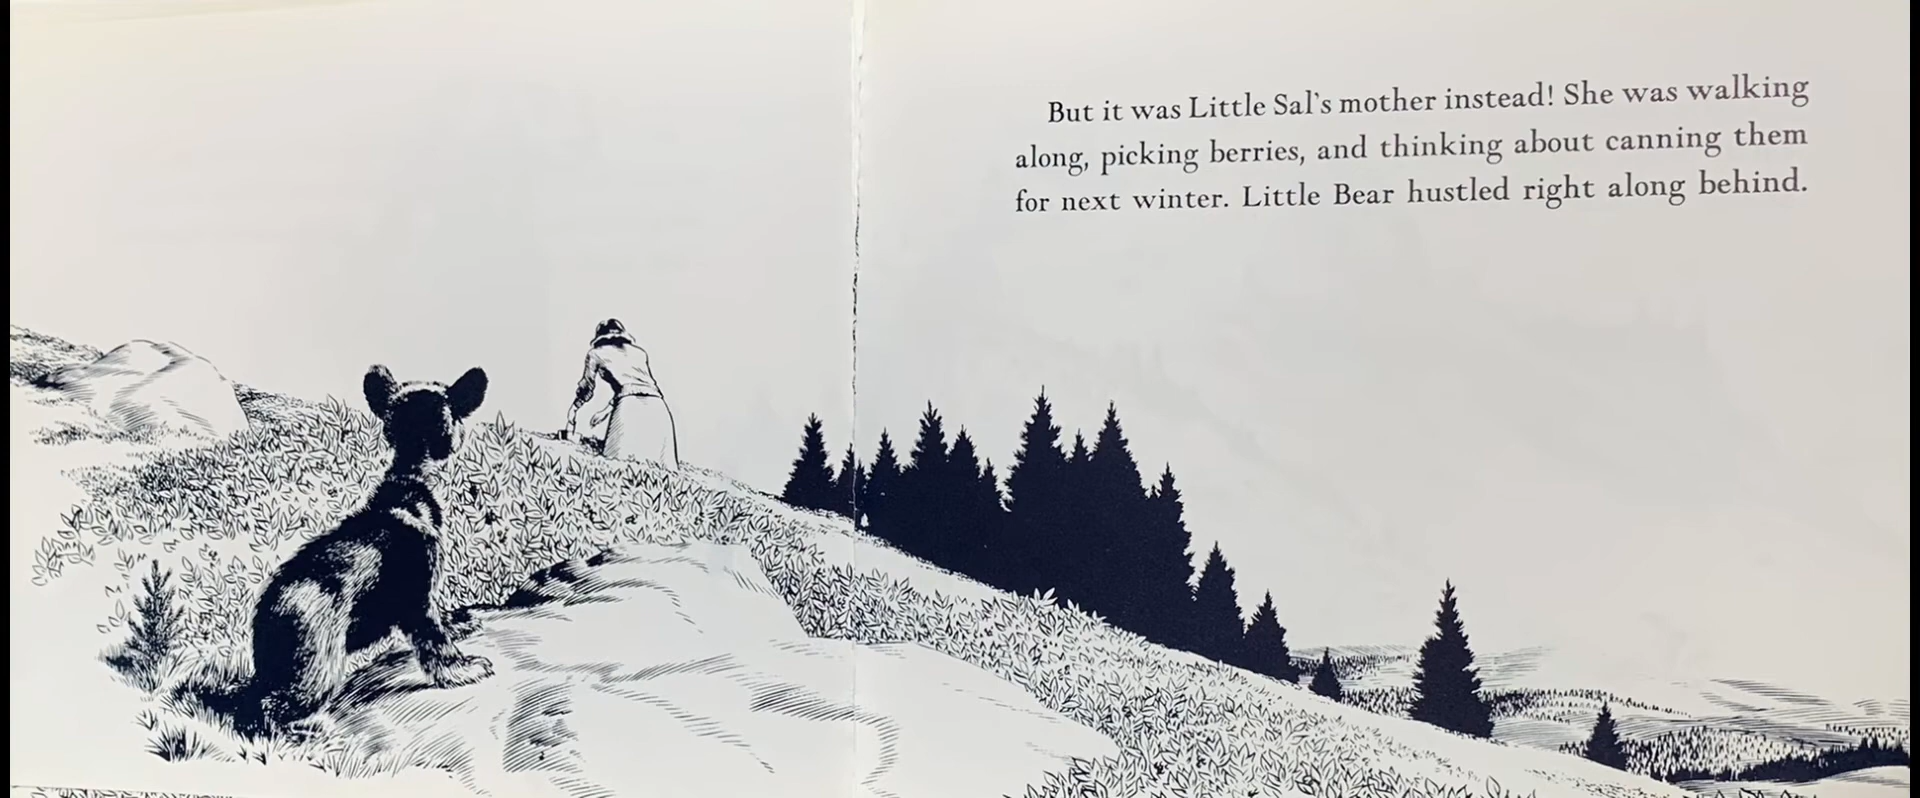 But it was Little Sal's mother instead! She was walking
along, picking berries, and thinking about canning them
for next winter. Little Bear hustled right along behind.